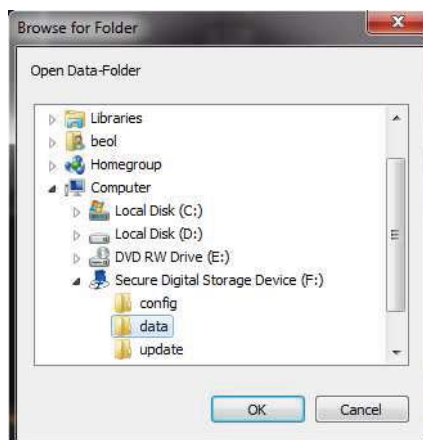 Browse for Folder
Open Data-Folder
Libraries
beol
Homegroup
Computer
Local Disk (C:)
Local Disk (D:)
DVD RW Drive (E:)
Secure Digital Storage Device (F:)
config
data
update
OK
Cancel